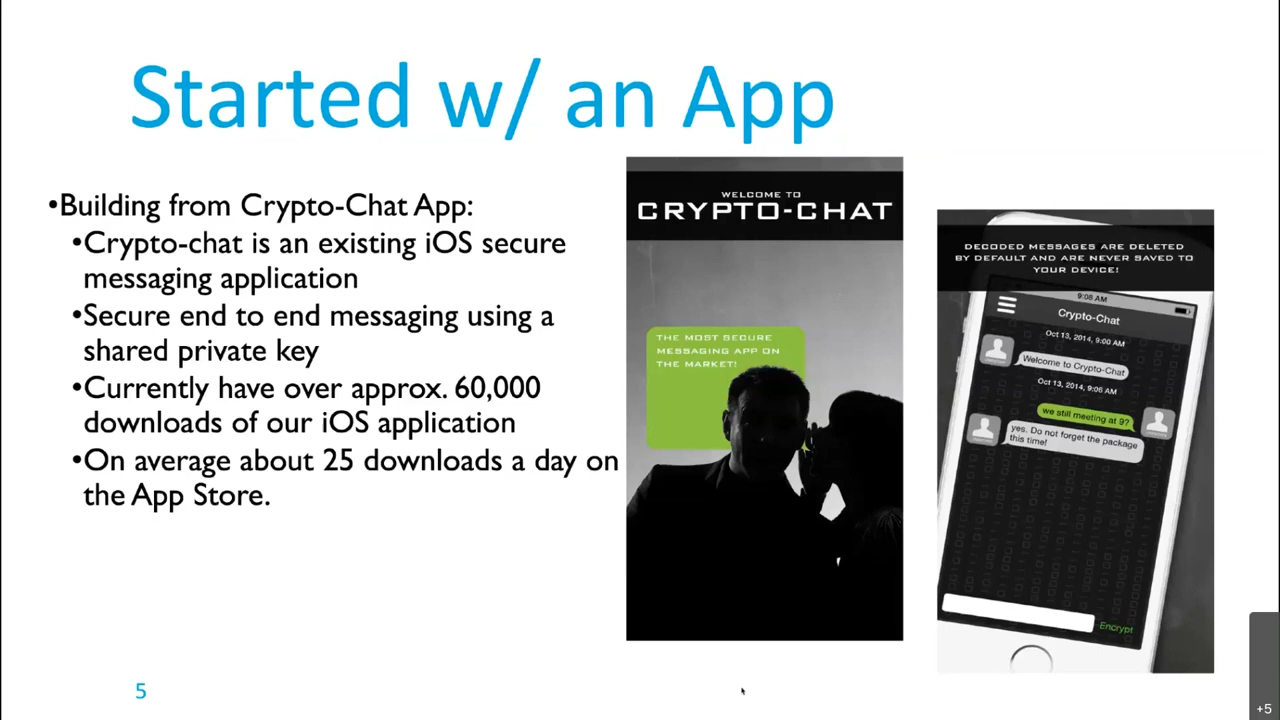 Started w/ an App
•Building from Crypto-Chat App:
•Crypto-chat is an existing iOS secure
messaging application
•Secure end to end messaging using a
shared private key
•Currently have over approx. 60,000
downloads of our iOS application
•On average about 25 downloads a day on
the App Store.
WELCOME TO
CRYPTO-CHAT
THE MOST SECURE
MESSAGING APP ON
THE MARKET!
DECODED MESSAGES ARE DELETED
BY DEFAULT AND ARE NEVER SAVED TO
YOUR DEVICE!
9:08 AM
Crypto-Chat
Oct 13, 2014, 9:00 AM
Welcome to Crypto-Chat
Oct 13, 2014, 9:06 AM
we still meeting at 9?
yes. Do not forget the package
this time!
Encrypt
5
+5